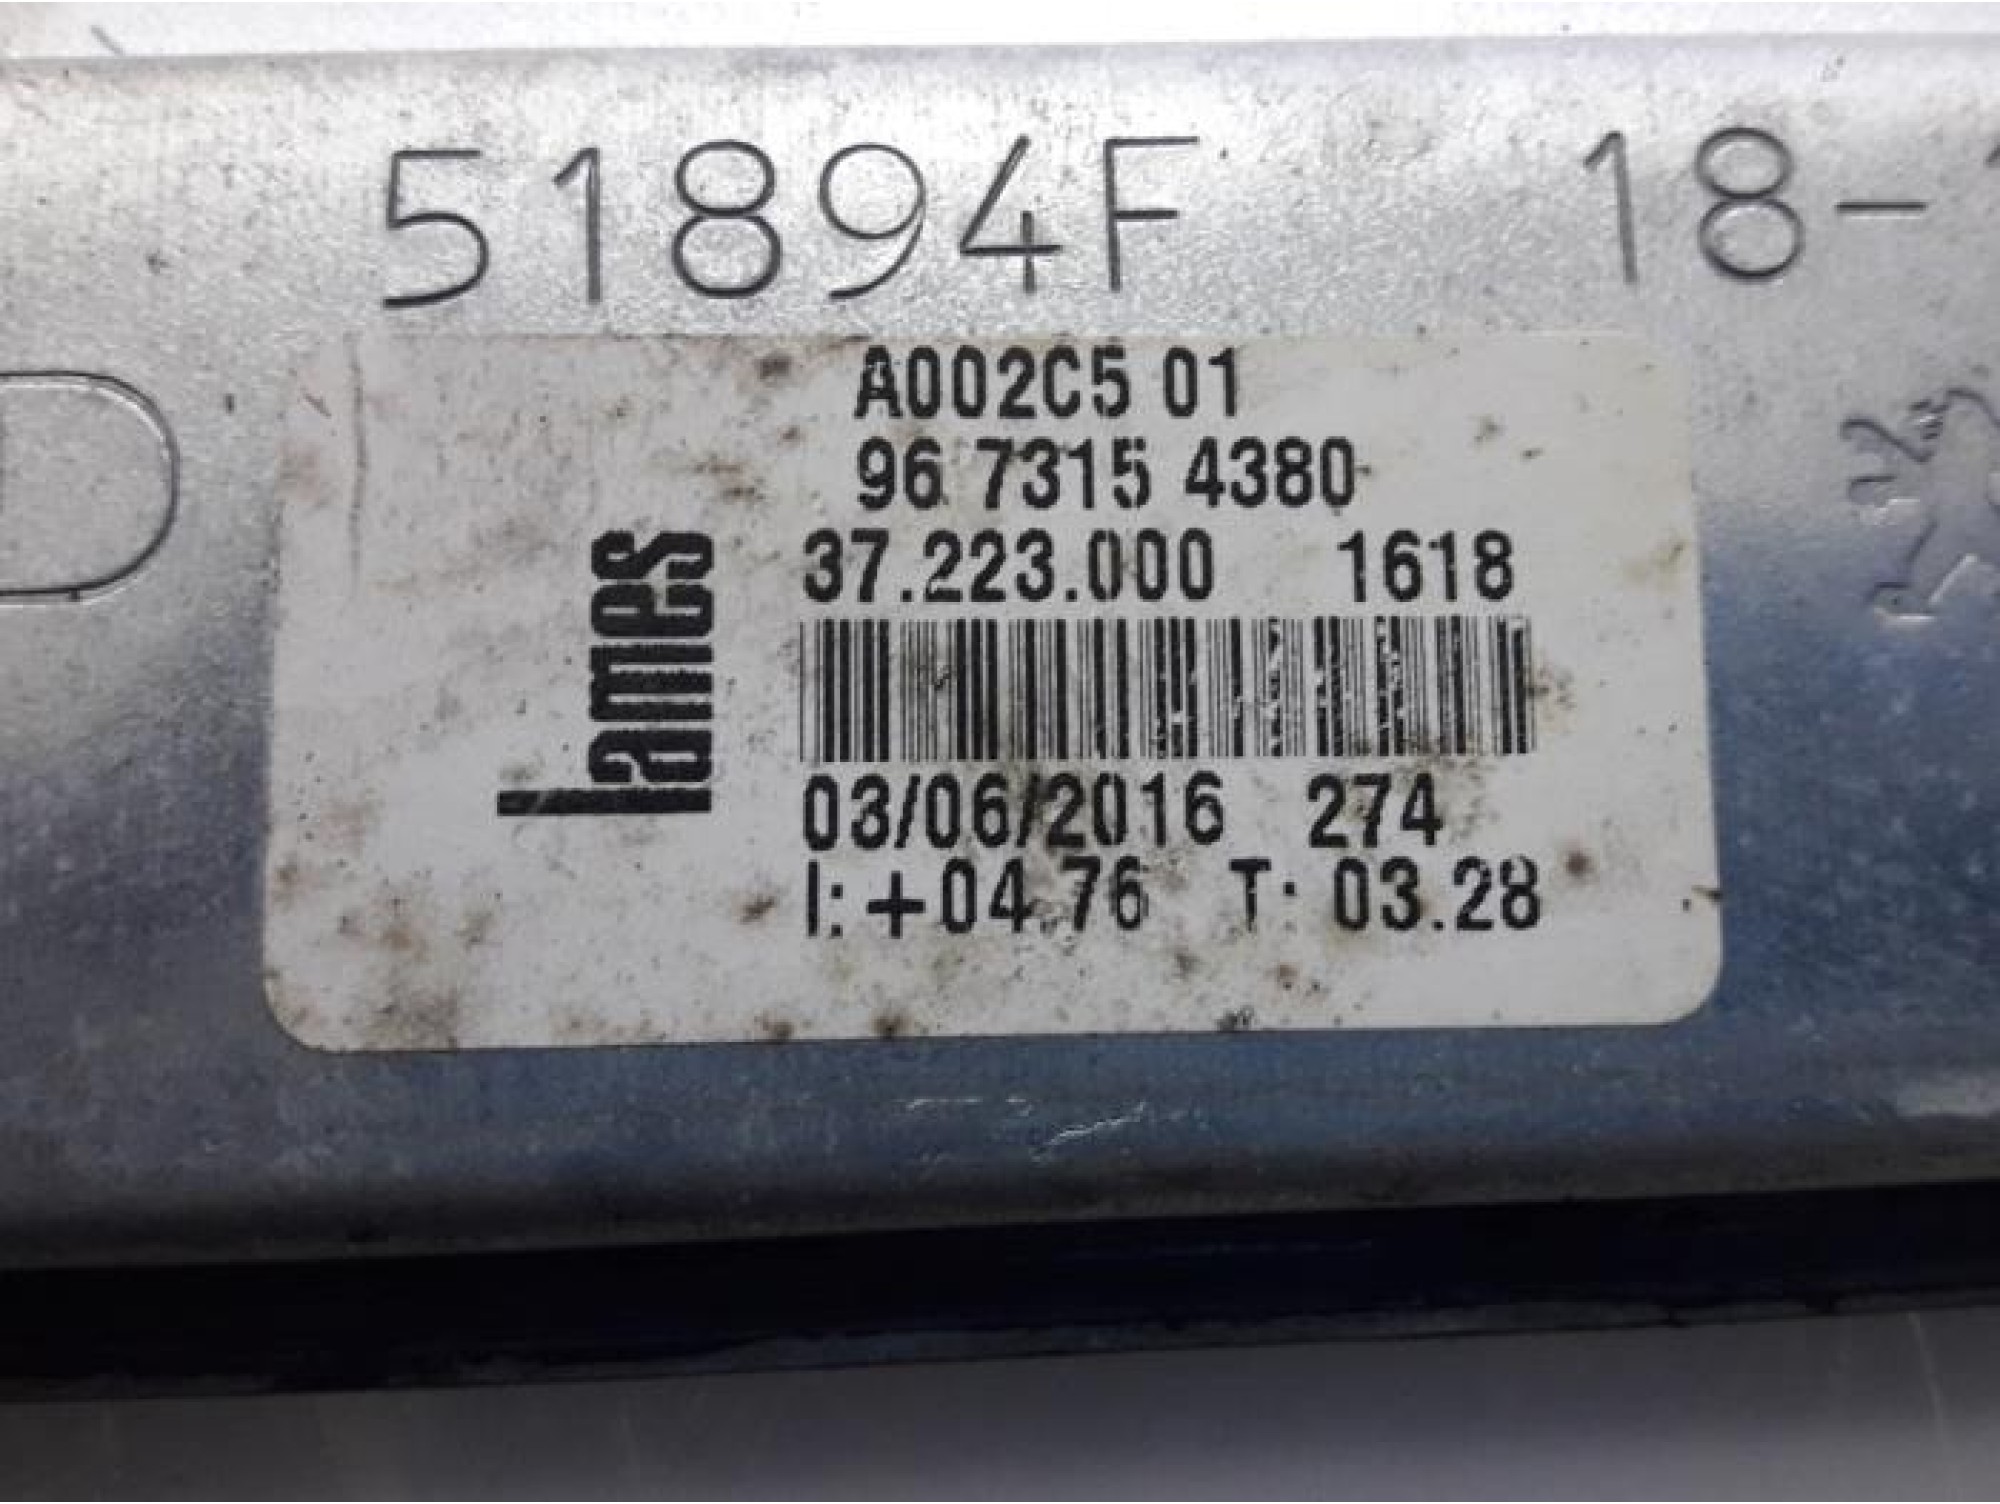 51894F 18-
A002C5 01
96 7315 4380
37.223.000 1618
lames
03/06/2016 274
I: +04.76 T: 03.28